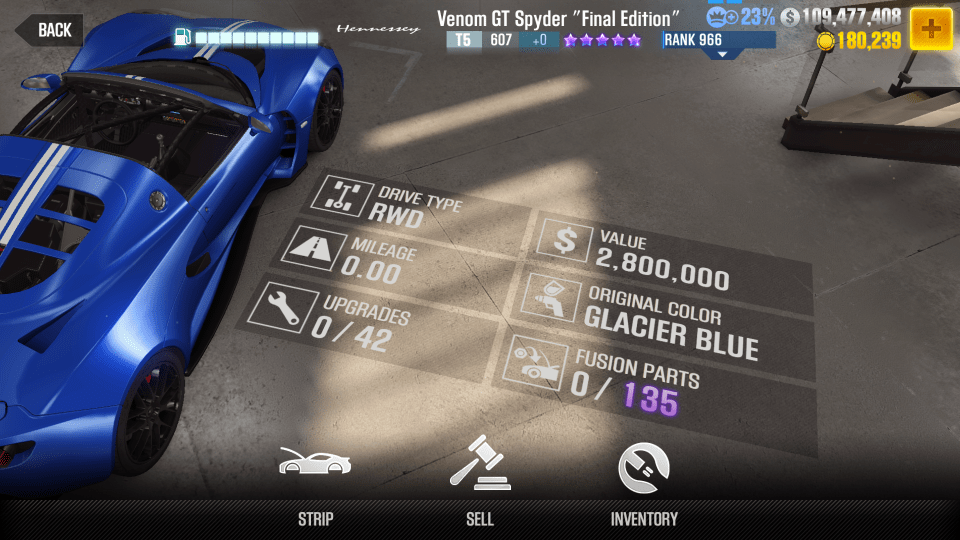 BACK
Hennessey
Venom GT Spyder "Final Edition"
T5 607 +0
RANK 966
23%
$ 109,477,408
180,239
DRIVE TYPE
RWD
MILEAGE
0.00
UPGRADES
0/42
VALUE
2,800,000
ORIGINAL COLOR
GLACIER BLUE
FUSION PARTS
0/135
STRIP
SELL
INVENTORY